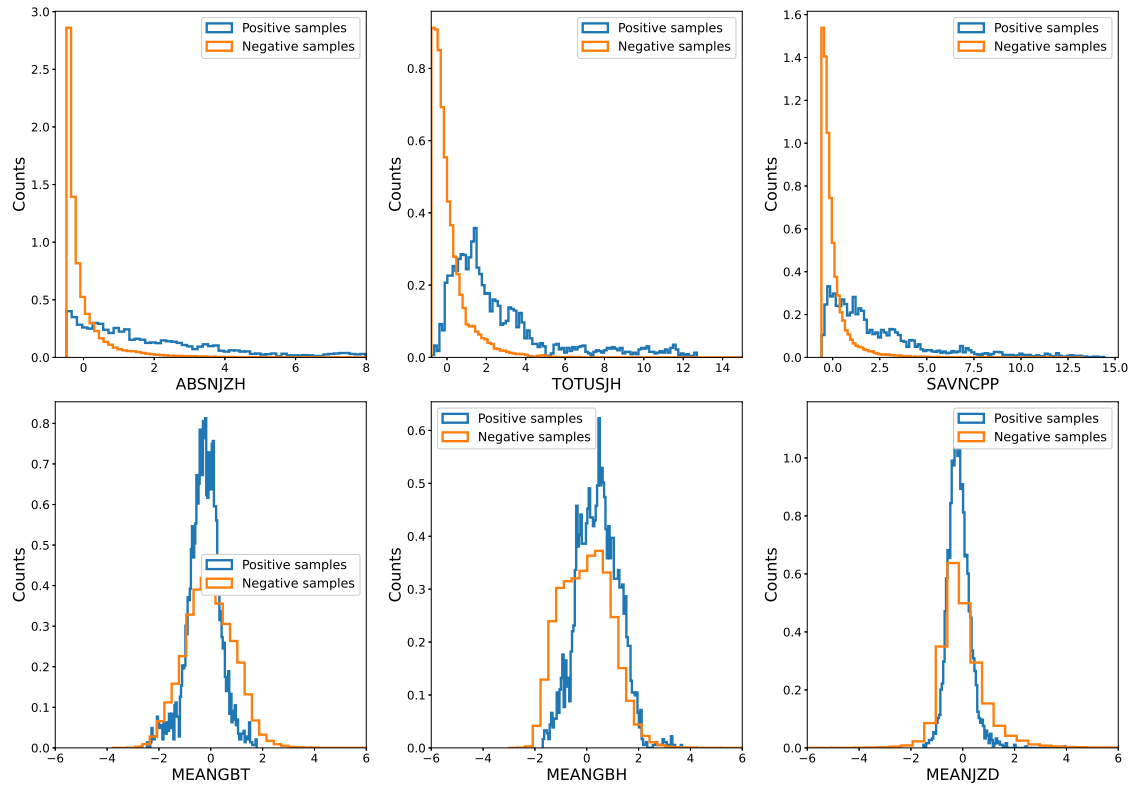 3.0
2.5
2.0
1.5
1.0
0.5
0.0
Counts
0 2 4 6 8
ABSNJZH
Positive samples
Negative samples
0.8
0.6
0.4
0.2
0.0
Counts
0 2 4 6 8 10 12 14
TOTUSJH
Positive samples
Negative samples
1.6
1.4
1.2
1.0
0.8
0.6
0.4
0.2
0.0
Counts
0.0 2.5 5.0 7.5 10.0 12.5 15.0
SAVNCPP
Positive samples
Negative samples
0.8
0.7
0.6
0.5
0.4
0.3
0.2
0.1
0.0
Counts
−6 −4 −2 0 2 4 6
MEANGBT
Positive samples
Negative samples
0.6
0.5
0.4
0.3
0.2
0.1
0.0
Counts
−6 −4 −2 0 2 4 6
MEANGBH
Positive samples
Negative samples
1.0
0.8
0.6
0.4
0.2
0.0
Counts
−6 −4 −2 0 2 4 6
MEANJZD
Positive samples
Negative samples